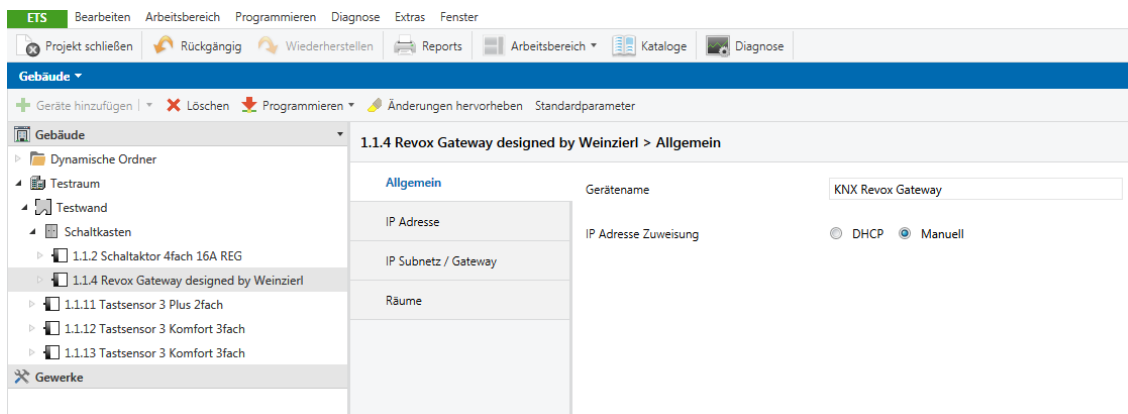 ETS Bearbeiten Arbeitsbereich Programmieren Diagnose Extras Fenster
Projekt schließen Rückgängig Wiederherstellen Reports Arbeitsbereich Kataloge Diagnose
Gebäude
Geräte hinzufügen Löschen Programmieren Änderungen hervorheben Standardparameter
Gebäude
Dynamische Ordner
Testraum
Testwand
Schaltkasten
1.1.2 Schaltaktor 4fach 16A REG
1.1.4 Revox Gateway designed by Weinzierl
1.1.11 Tastsensor 3 Plus 2fach
1.1.12 Tastsensor 3 Komfort 3fach
1.1.13 Tastsensor 3 Komfort 3fach
Gewerke
1.1.4 Revox Gateway designed by Weinzierl > Allgemein
Allgemein
IP Adresse
IP Subnetz / Gateway
Räume
Gerätename KNX Revox Gateway
IP Adresse Zuweisung DHCP Manuell